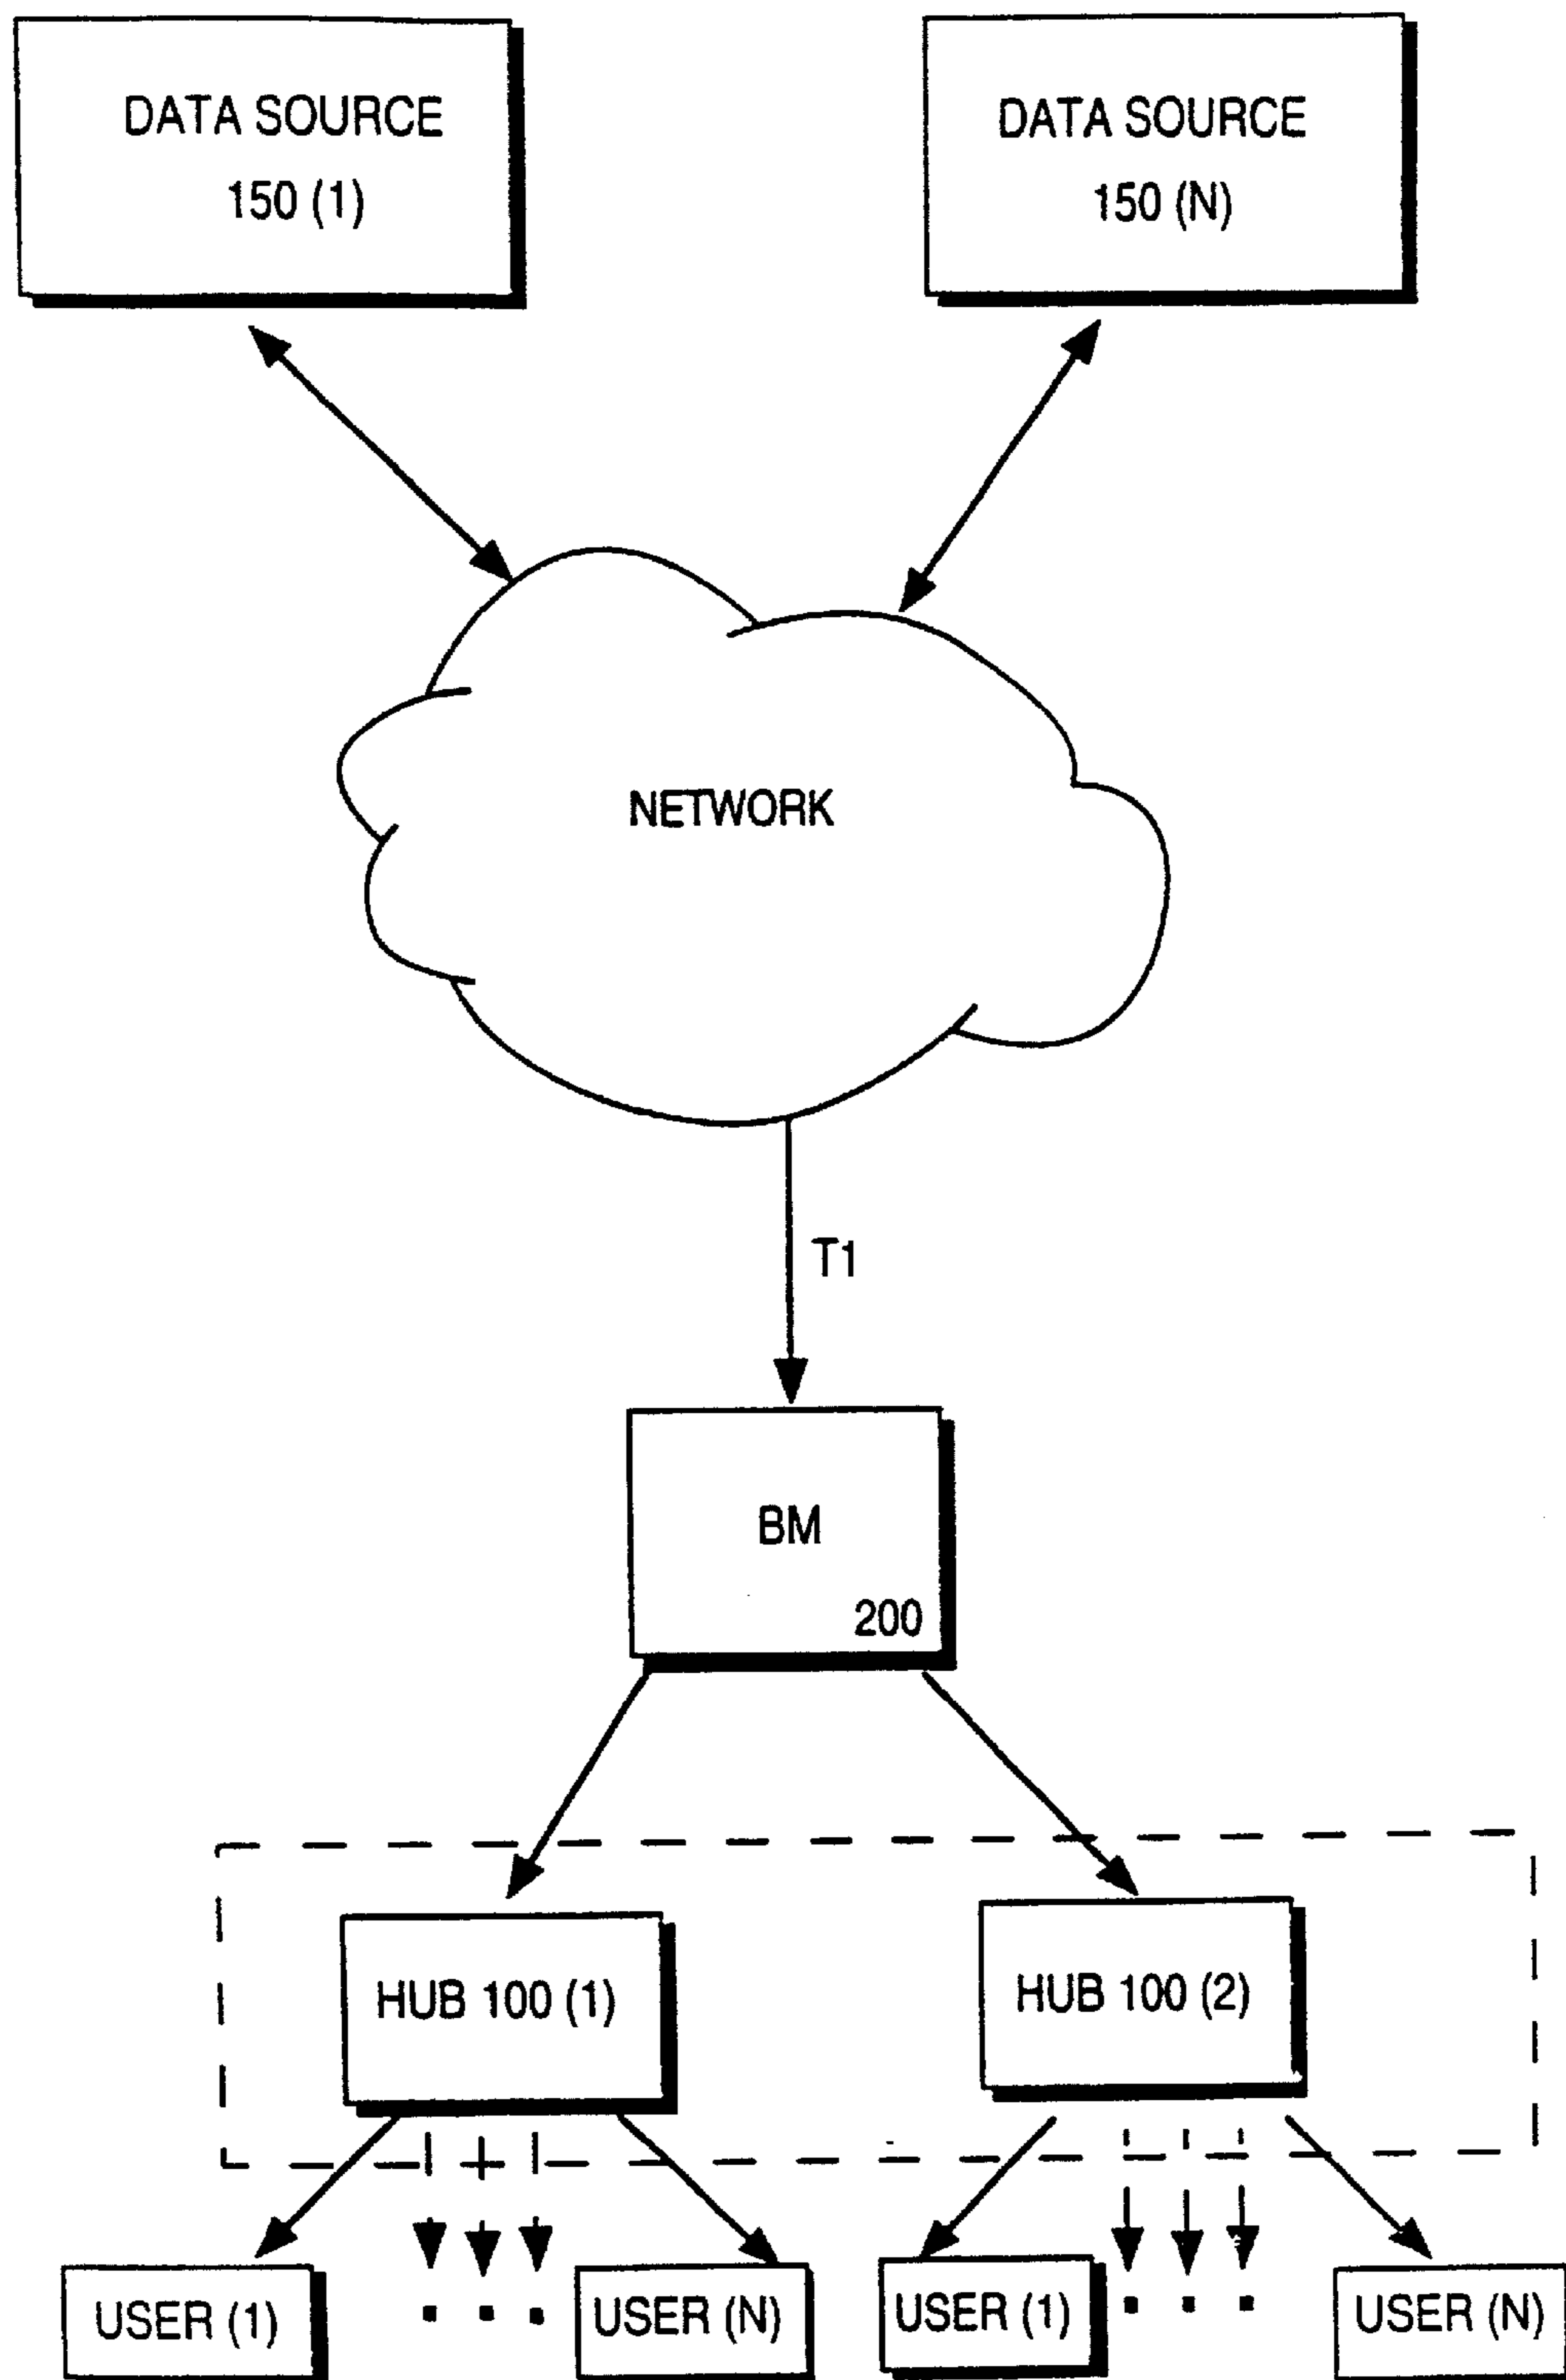 DATA SOURCE
150 (1)
DATA SOURCE
150 (N)
NETWORK
T1
BM
200
HUB 100 (1)
HUB 100 (2)
USER (1)
USER (N)
USER (1)
USER (N)